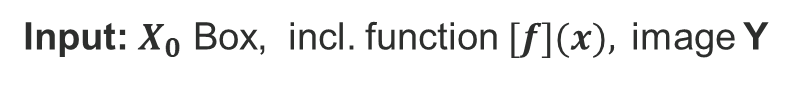 Input: X₀ Box, incl. function [f](x), image Y